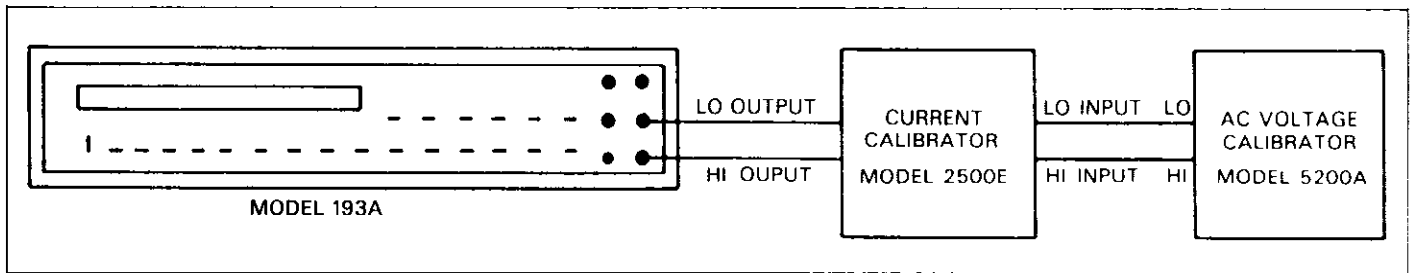 LO OUTPUT
HI OUPUT
MODEL 193A
CURRENT
CALIBRATOR
MODEL 2500E
LO INPUT
LO
HI INPUT
HI
AC VOLTAGE
CALIBRATOR
MODEL 5200A